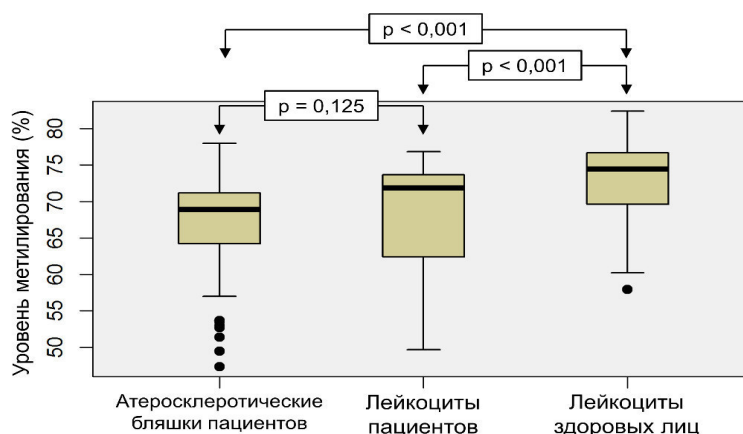 p < 0,001
p < 0,001
p = 0,125
Уровень метилирования (%)
80
75
70
65
60
55
50
Атеросклеротические
бляшки пациентов
Лейкоциты
пациентов
Лейкоциты
здоровых лиц